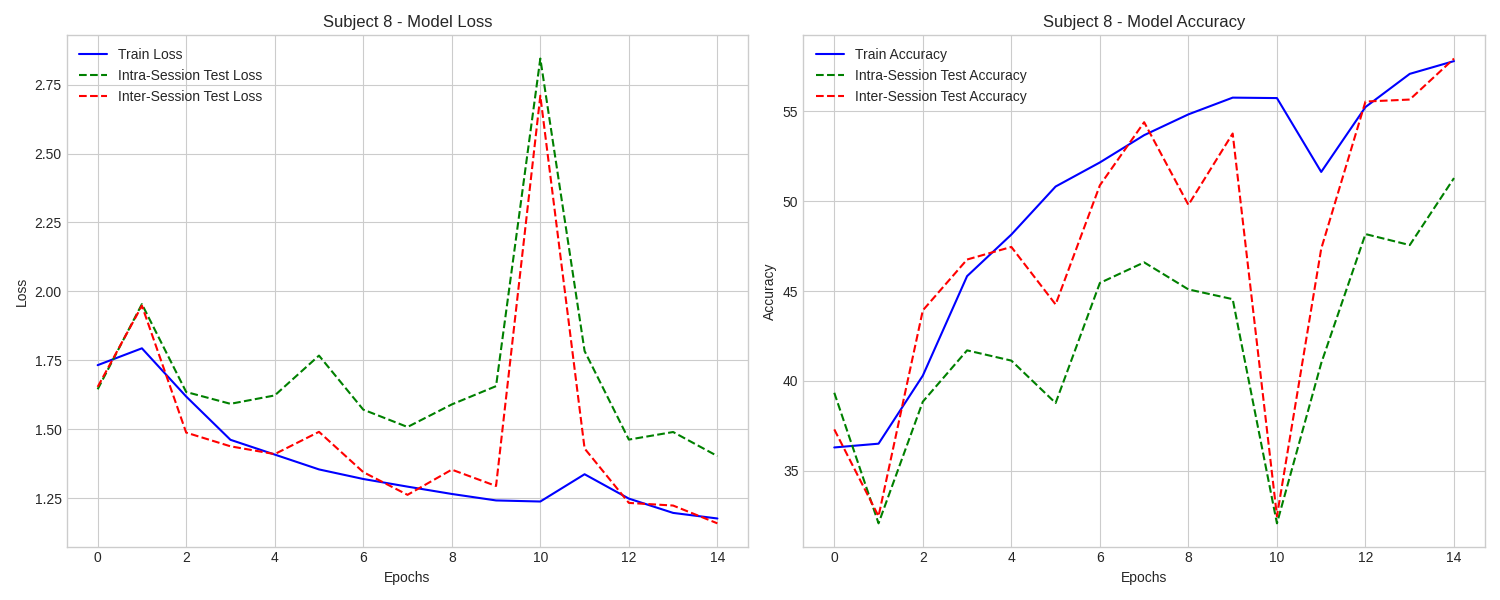 Subject 8 - Model Loss
Train Loss
Intra-Session Test Loss
Inter-Session Test Loss
2.75
2.50
2.25
2.00
1.75
1.50
1.25
Loss
0 2 4 6 8 10 12 14
Epochs
Subject 8 - Model Accuracy
Train Accuracy
Intra-Session Test Accuracy
Inter-Session Test Accuracy
55
50
45
40
35
Accuracy
0 2 4 6 8 10 12 14
Epochs